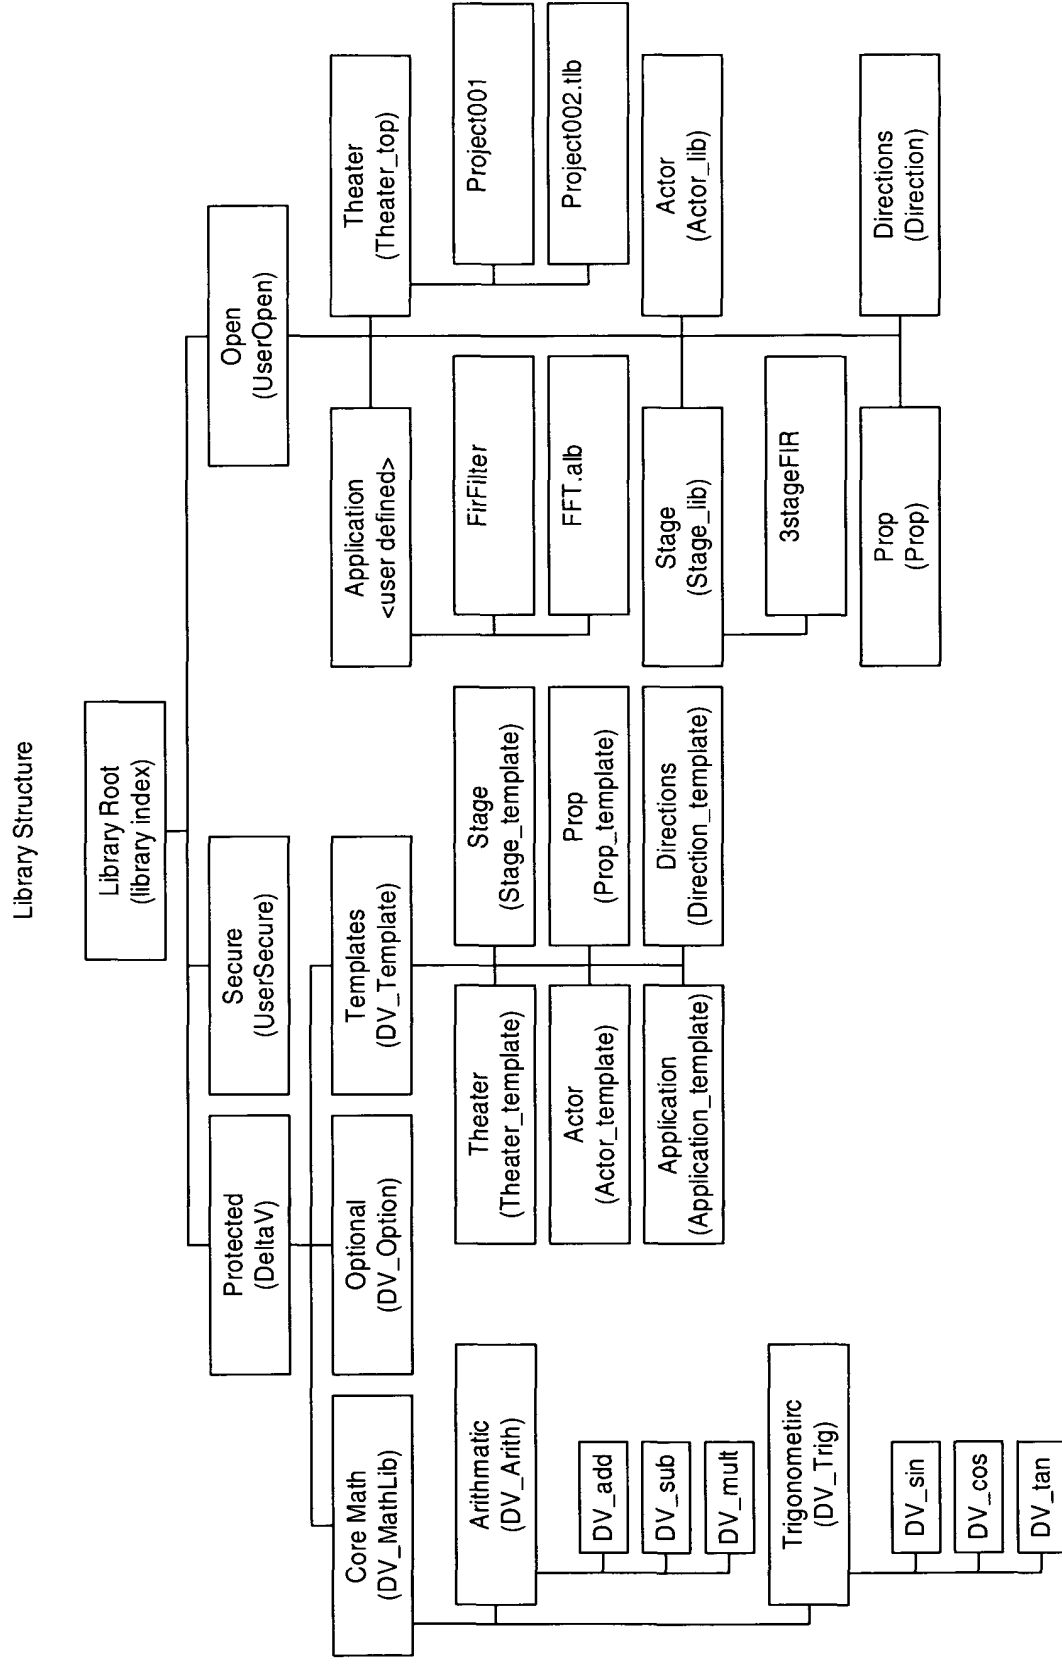 Library Structure
Library Root
(library index)
Protected
(DeltaV)
Secure
(UserSecure)
Open
(UserOpen)
Core Math
(DV_MathLib)
Optional
(DV_Option)
Templates
(DV_Template)
Application
<user defined>
Theater
(Theater_top)
Arithmatic
(DV_Arith)
Theater
(Theater_template)
Stage
(Stage_template)
FirFilter
Project001
DV_add
Actor
(Actor_template)
Prop
(Prop_template)
FFT.alb
Project002.tlb
DV_sub
Application
(Application_template)
Directions
(Direction_template)
Stage
(Stage_lib)
Actor
(Actor_lib)
DV_mult
Trigonometirc
(DV_Trig)
3stageFIR
DV_sin
Prop
(Prop)
Directions
(Direction)
DV_cos
DV_tan